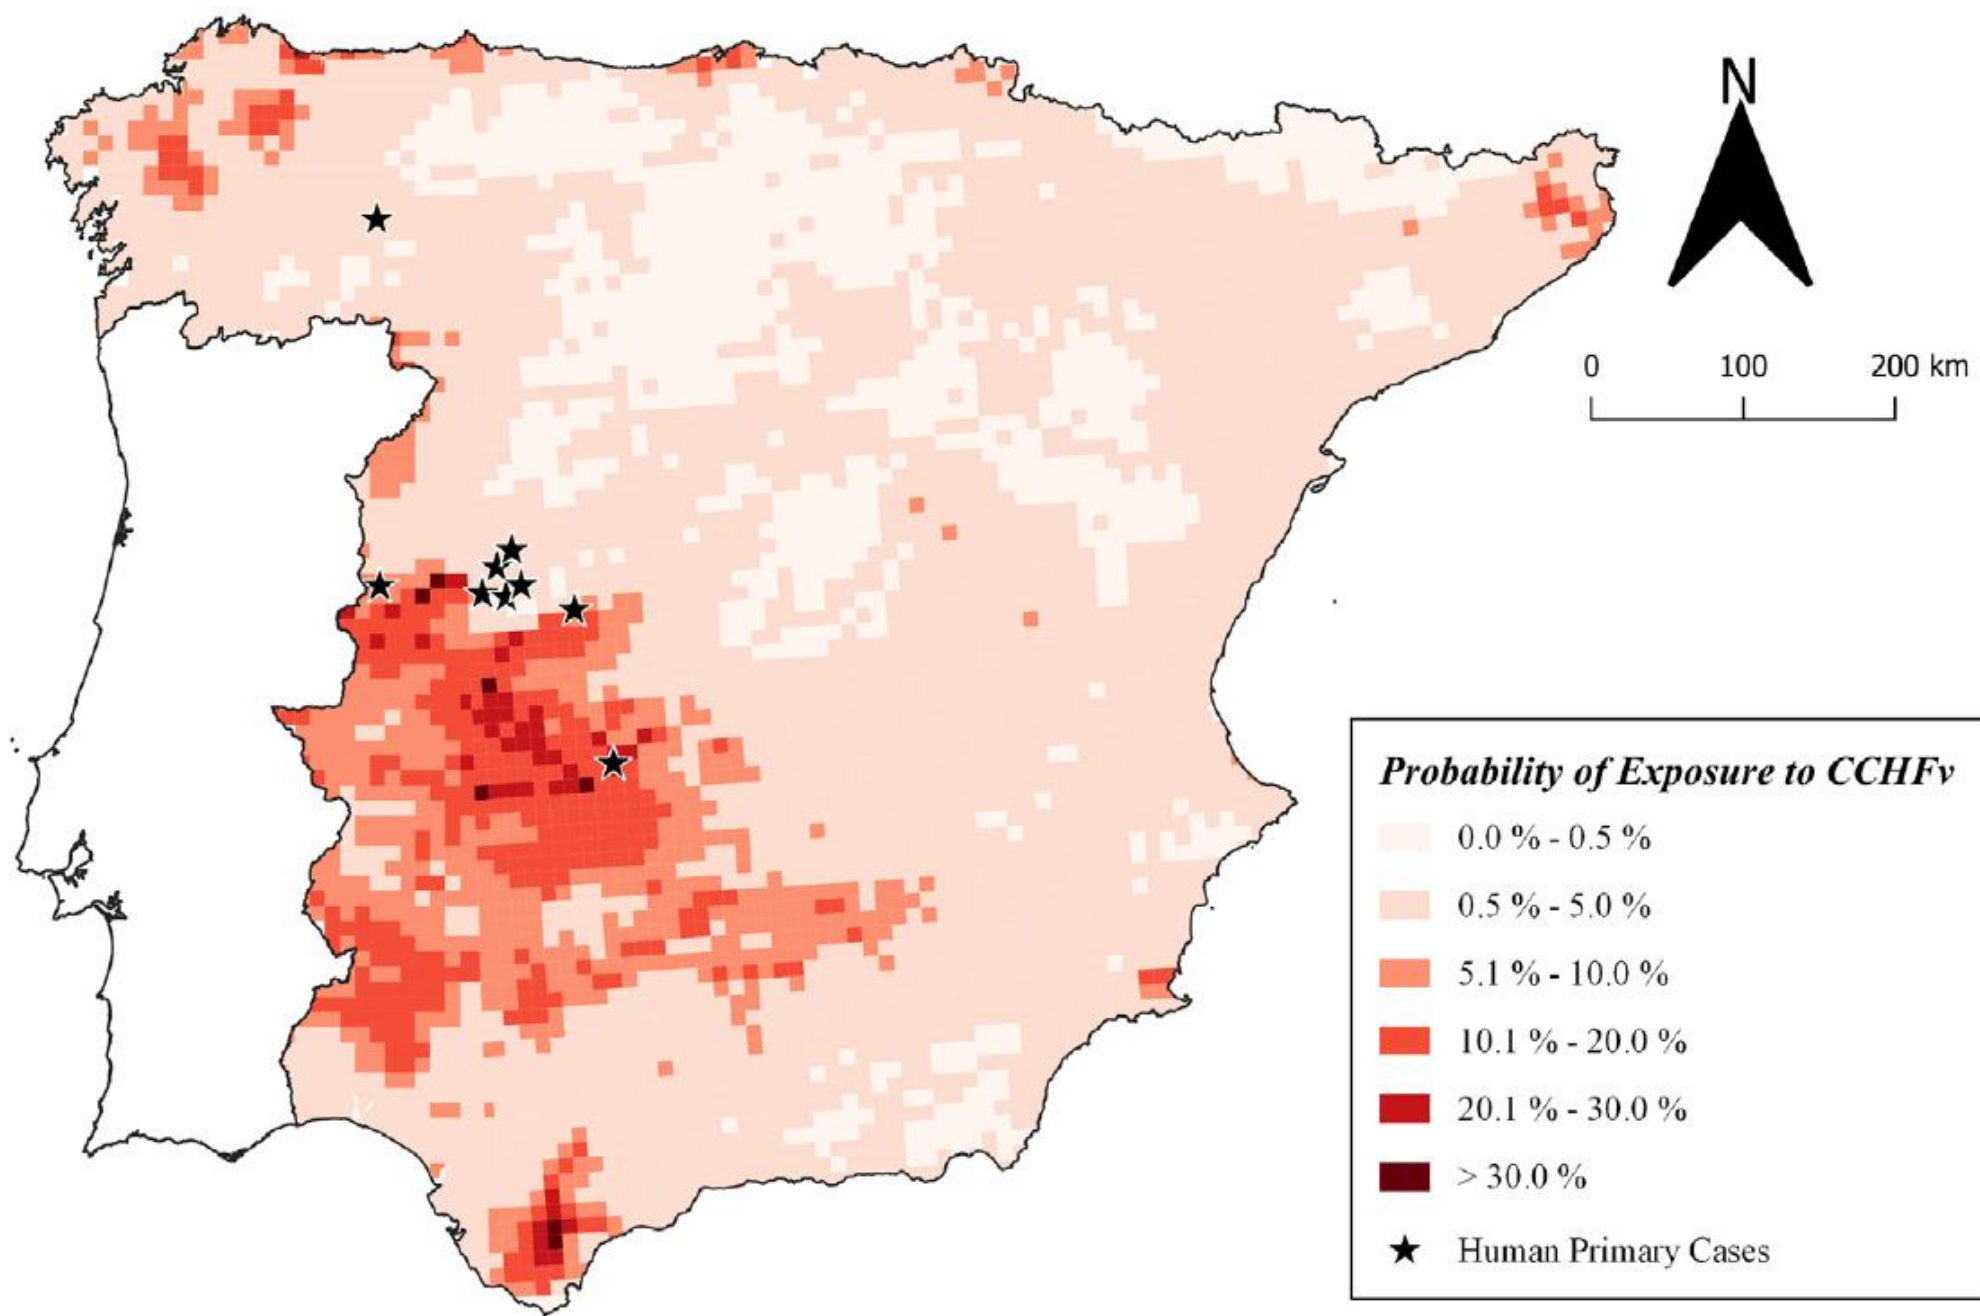 N
0 100 200 km
Probability of Exposure to CCHFv
0.0 % - 0.5 %
0.5 % - 5.0 %
5.1 % - 10.0 %
10.1 % - 20.0 %
20.1 % - 30.0 %
> 30.0 %
Human Primary Cases